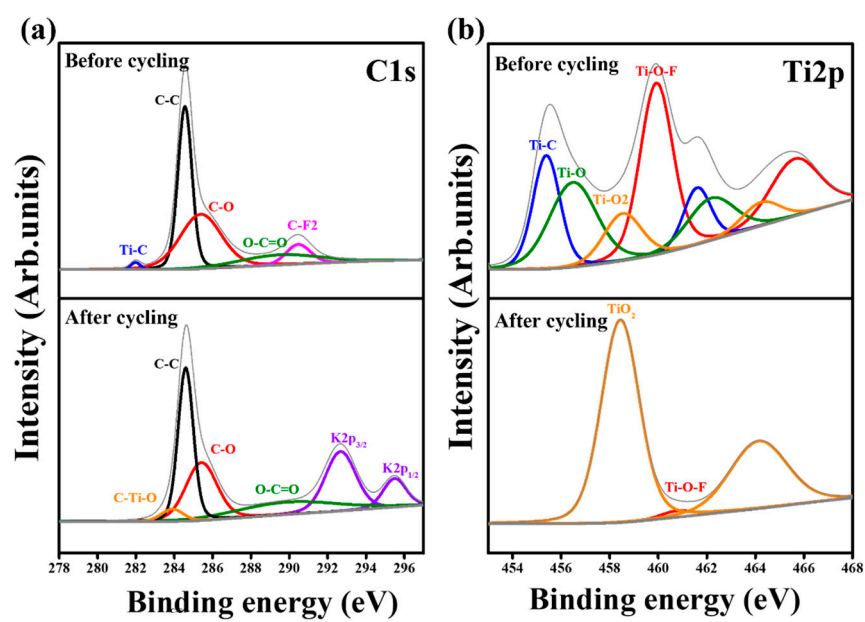 (a)
Before cycling
C1s
C-C
C-O
Ti-C
O-C=O
C-F2
After cycling
C-C
C-O
C-Ti-O
O-C=O
K2p3/2
K2p1/2
Intensity (Arb.units)
278 280 282 284 286 288 290 292 294 296
Binding energy (eV)
(b)
Before cycling
Ti2p
Ti-O-F
Ti-C
Ti-O
Ti-O2
After cycling
TiO2
Ti-O-F
Intensity (Arb.units)
454 456 458 460 462 464 466 468
Binding energy (eV)